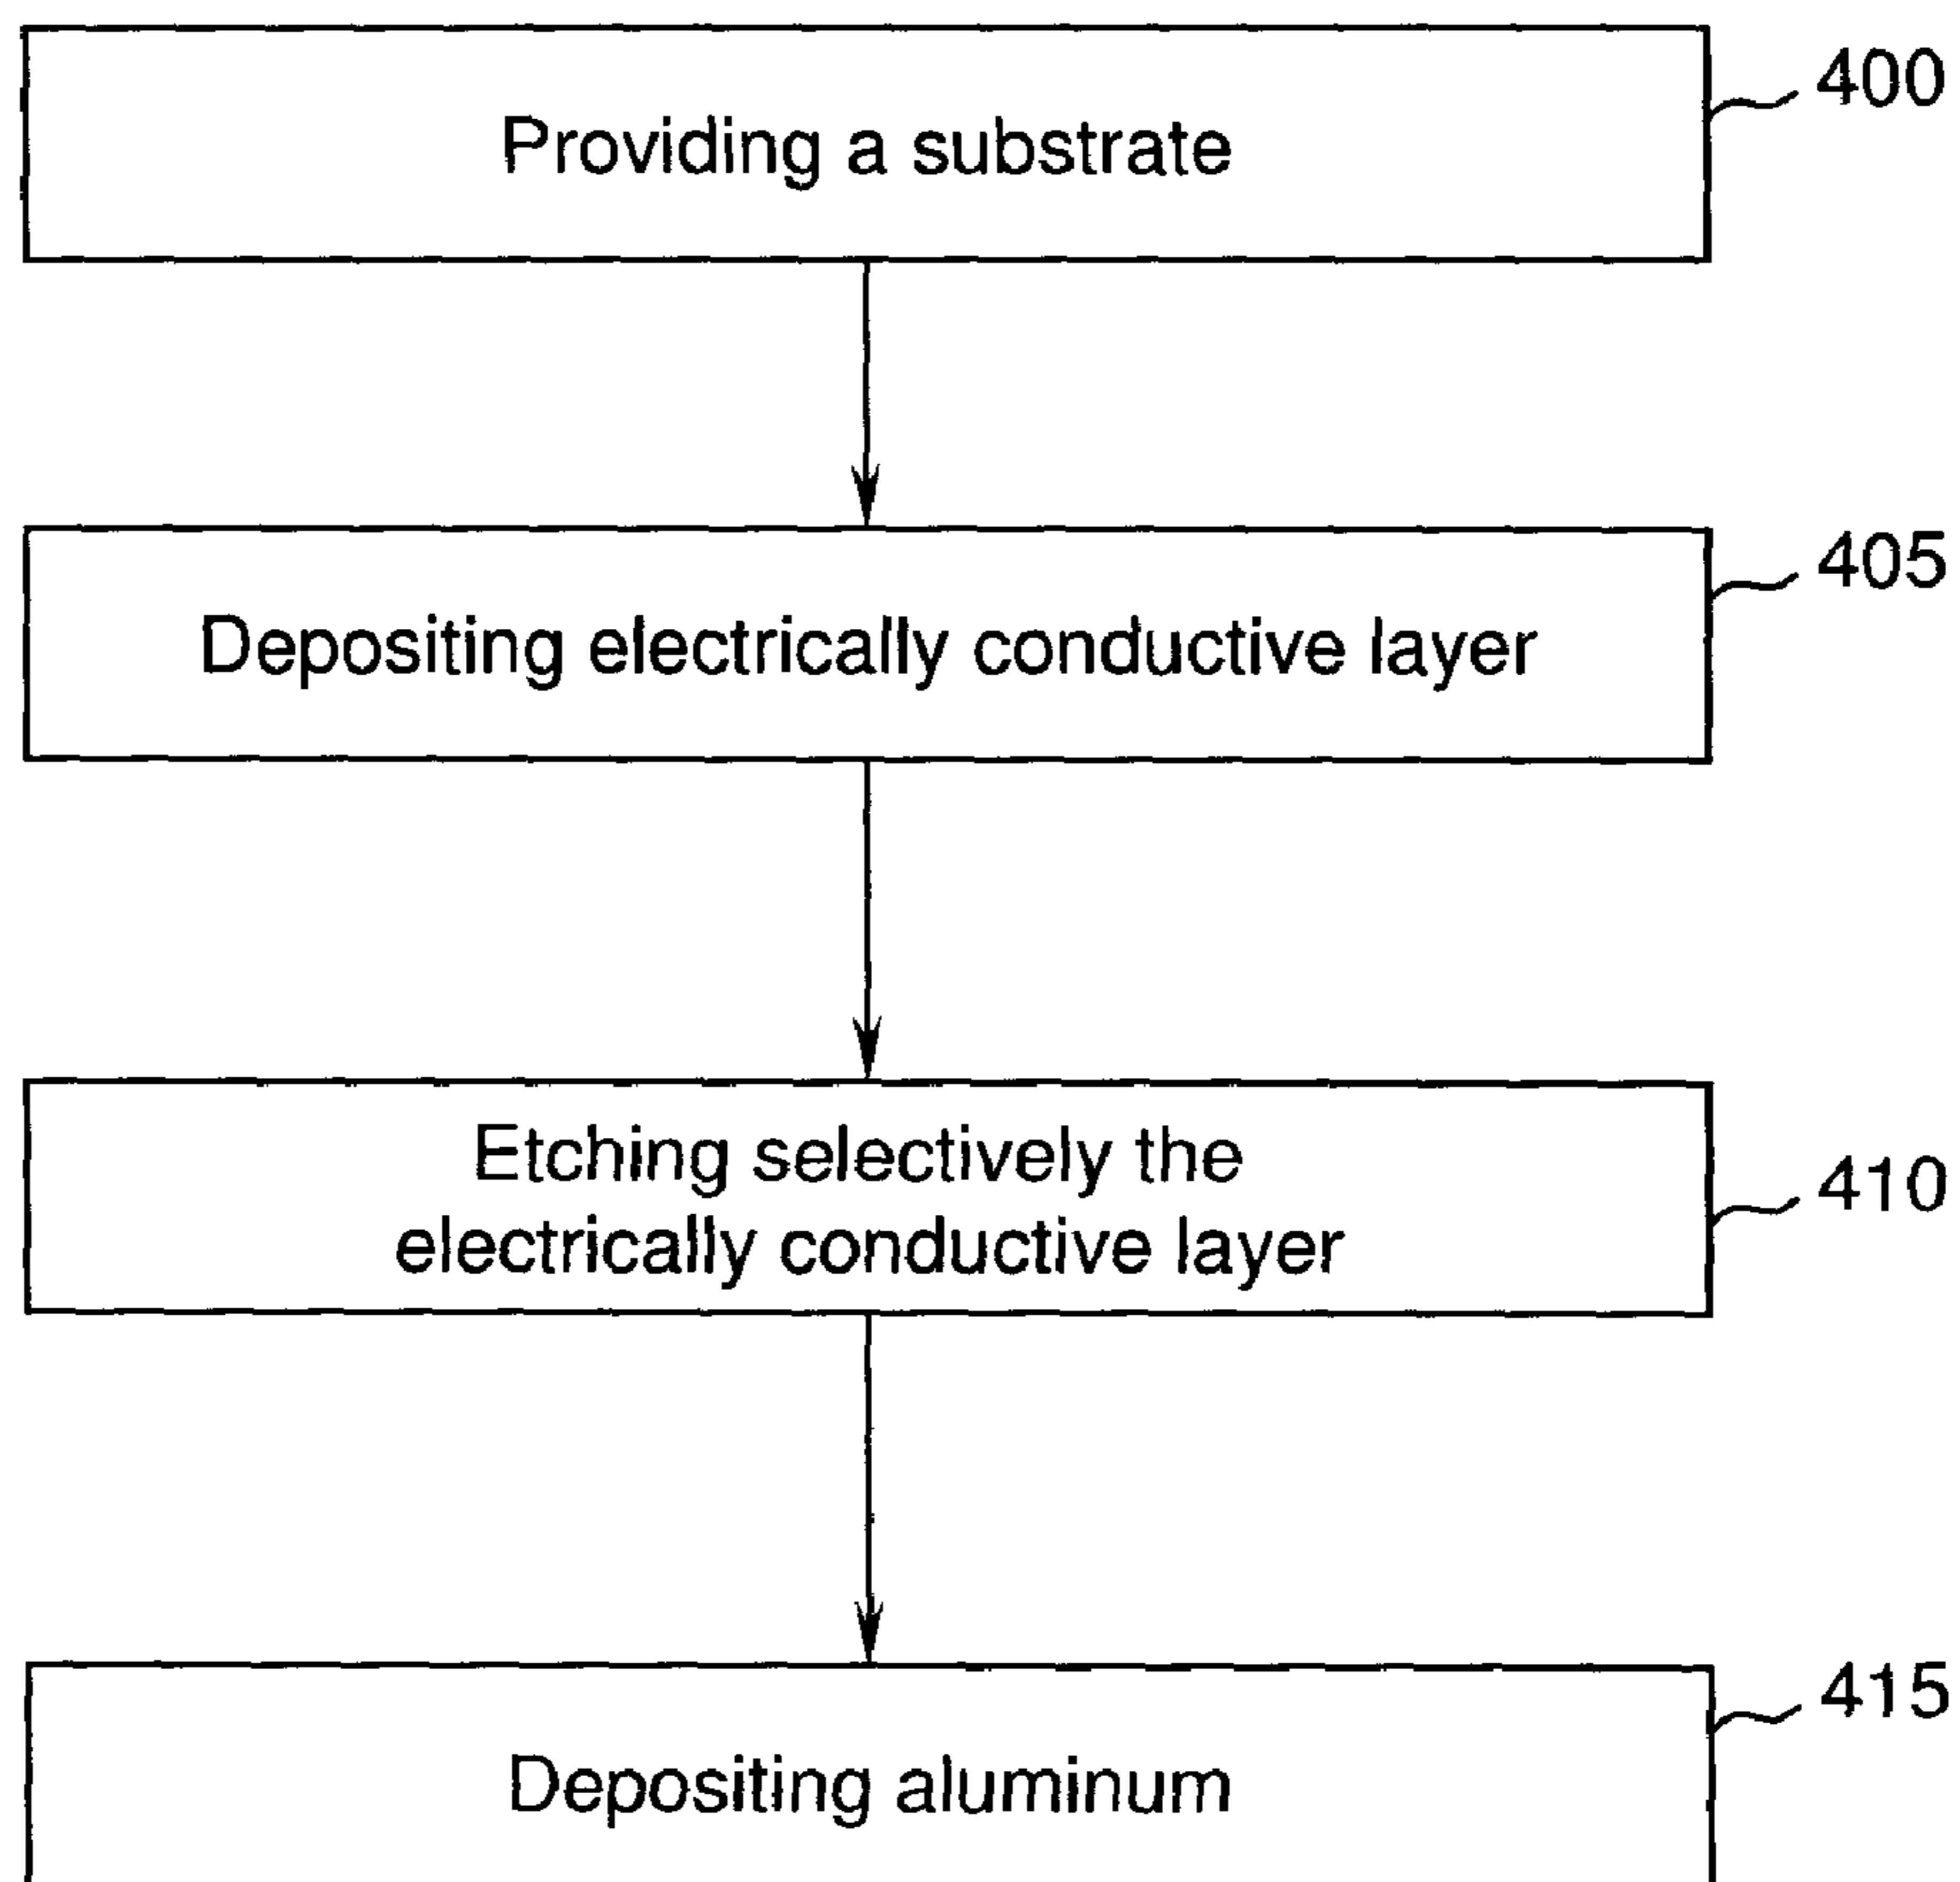 400
Providing a substrate
405
Depositing electrically conductive layer
Etching selectively the
electrically conductive layer
410
415
Depositing aluminum